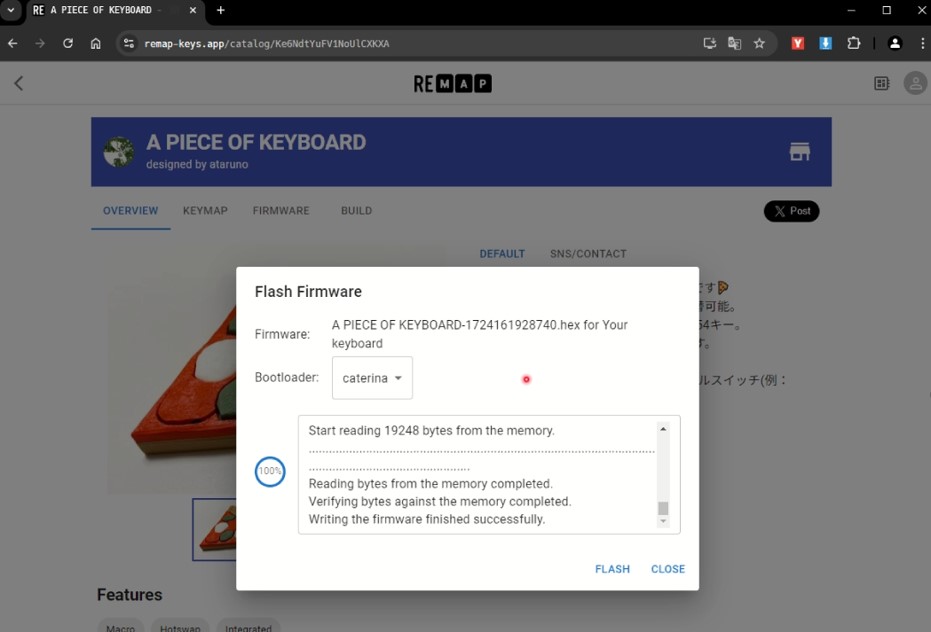 RE A PIECE OF KEYBOARD -
remap-keys.app/catalog/Ke6NdtYuFV1NoUlCXKXA
REMAP
A PIECE OF KEYBOARD
designed by ataruno
OVERVIEW KEYMAP FIRMWARE BUILD
Post
DEFAULT SNS/CONTACT
です🍕
替可能。
54キー。
す。
ルスイッチ(例：
Flash Firmware
Firmware: A PIECE OF KEYBOARD-1724161928740.hex for Your
keyboard
Bootloader: caterina
Start reading 19248 bytes from the memory.
100%
Reading bytes from the memory completed.
Verifying bytes against the memory completed.
Writing the firmware finished successfully.
FLASH CLOSE
Features
Macro Hotswap Integrated